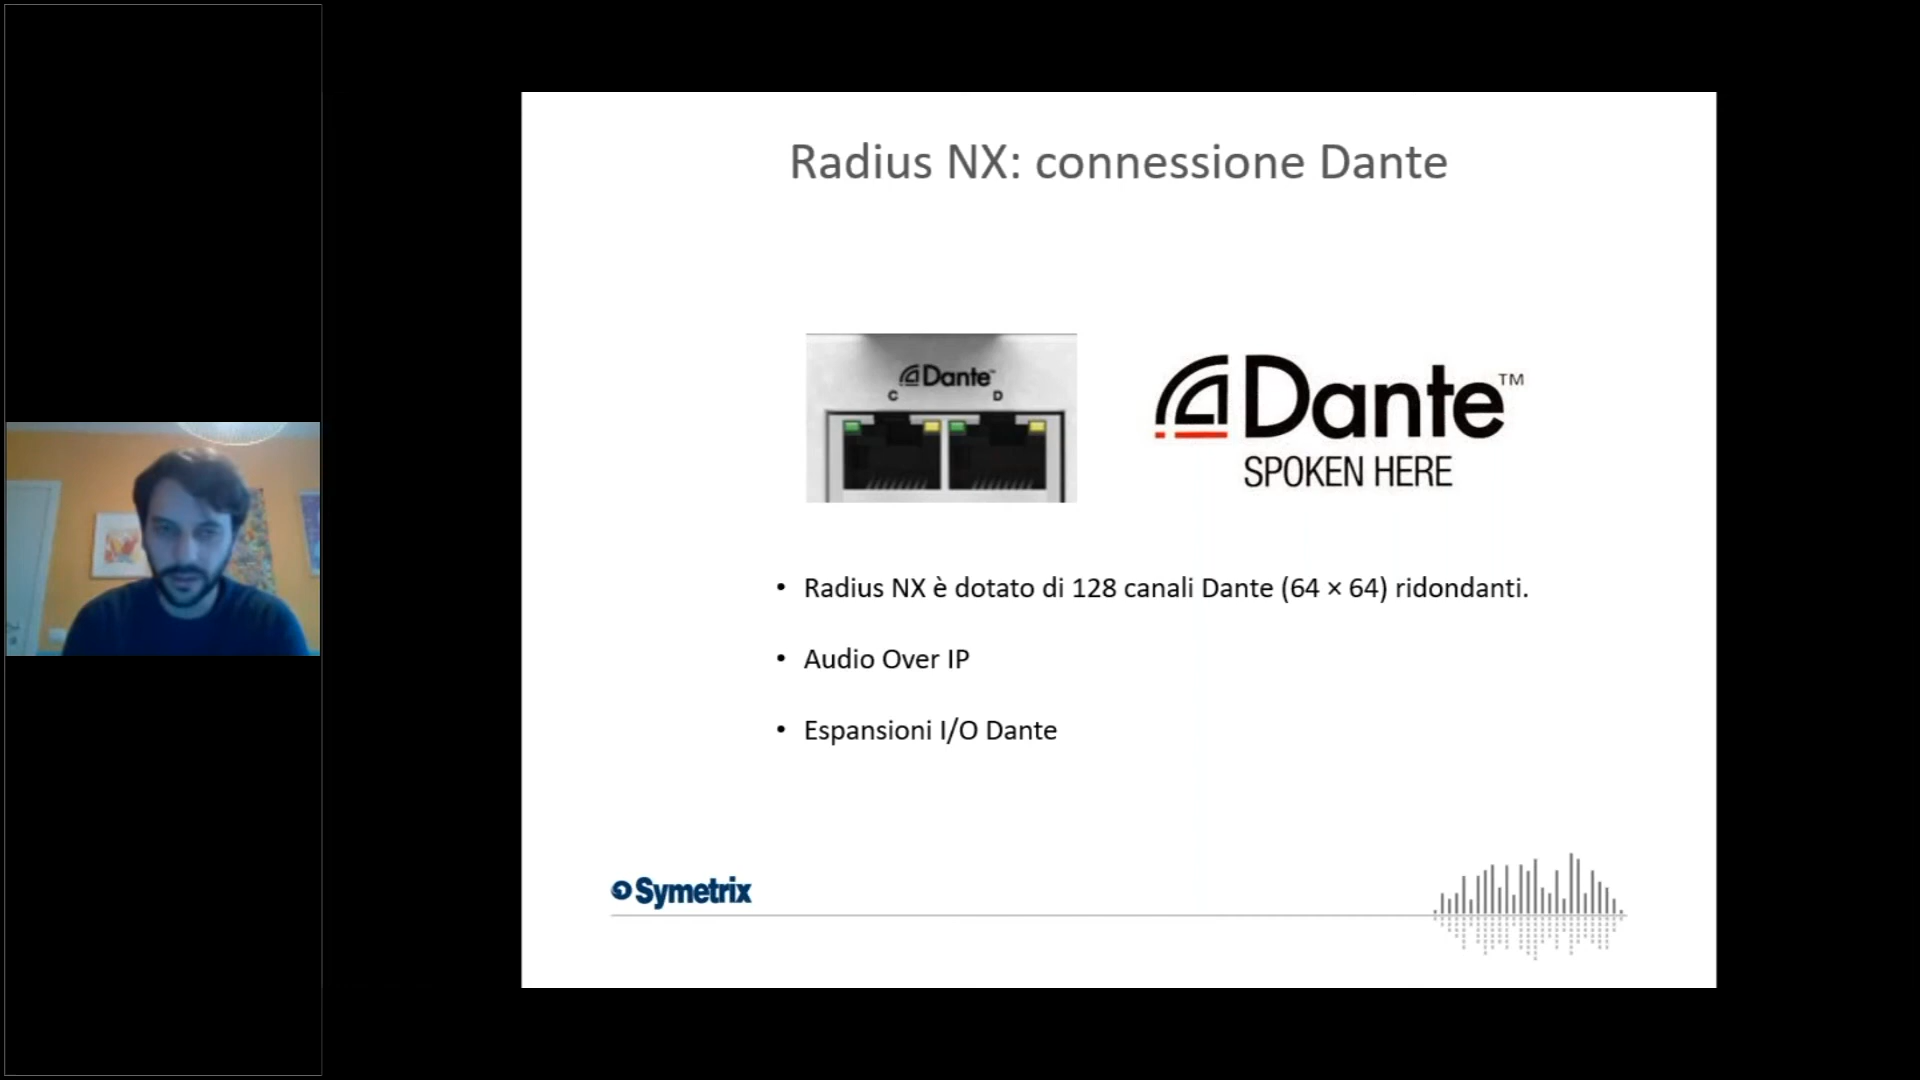 Radius NX: connessione Dante
Dante™
C D
Dante™
SPOKEN HERE
• Radius NX è dotato di 128 canali Dante (64 × 64) ridondanti.
• Audio Over IP
• Espansioni I/O Dante
Symetrix